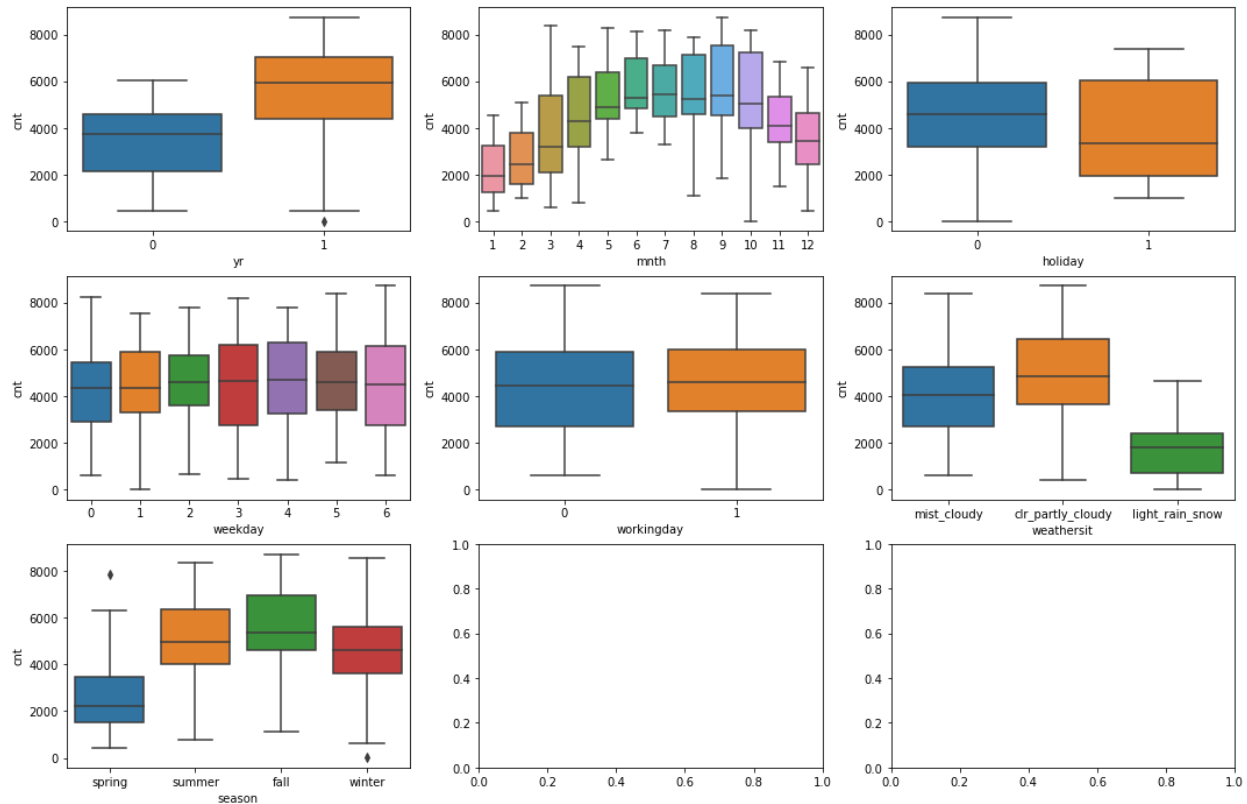 8000
6000
4000
2000
0
cnt
0 1
yr
8000
6000
4000
2000
0
cnt
1 2 3 4 5 6 7 8 9 10 11 12
mnth
8000
6000
4000
2000
0
cnt
0 1
holiday
8000
6000
4000
2000
0
cnt
0 1 2 3 4 5 6
weekday
8000
6000
4000
2000
0
cnt
0 1
workingday
8000
6000
4000
2000
0
cnt
mist_cloudy clr_partly_cloudy light_rain_snow
weathersit
8000
6000
4000
2000
0
cnt
spring summer fall winter
season
1.0
0.8
0.6
0.4
0.2
0.0
0.0 0.2 0.4 0.6 0.8 1.0
1.0
0.8
0.6
0.4
0.2
0.0
0.0 0.2 0.4 0.6 0.8 1.0